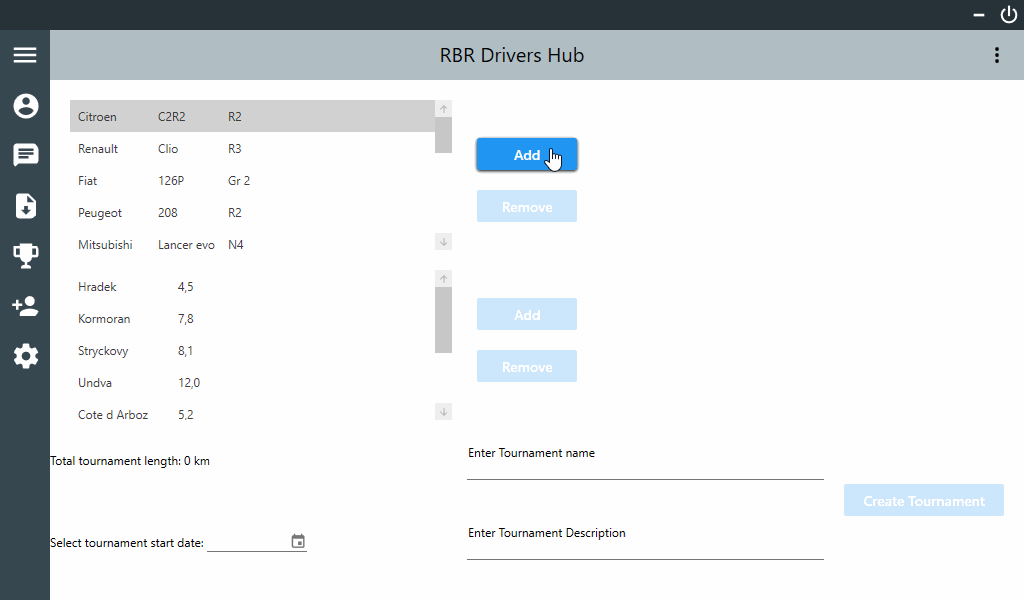 RBR Drivers Hub
Citroen C2R2 R2
Renault Clio R3
Fiat 126P Gr 2
Peugeot 208 R2
Mitsubishi Lancer evo N4
Add
Remove
Hradek 4,5
Kormoran 7,8
Stryckovy 8,1
Undva 12,0
Cote d Arboz 5,2
Add
Remove
Total tournament length: 0 km
Enter Tournament name
Create Tournament
Select tournament start date:
Enter Tournament Description